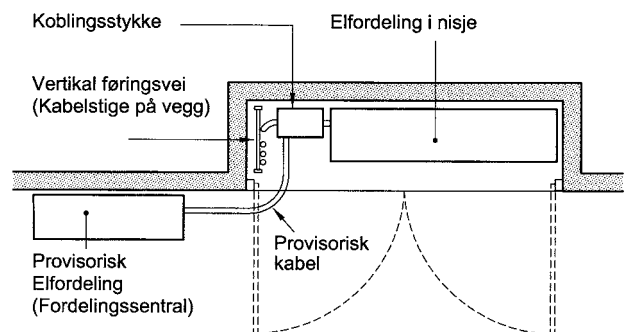 Koblingsstykke
Elfordeling i nisje
Vertikal føringsvei
(Kabelstige på vegg)
Provisorisk
kabel
Provisorisk
Elfordeling
(Fordelingssentral)